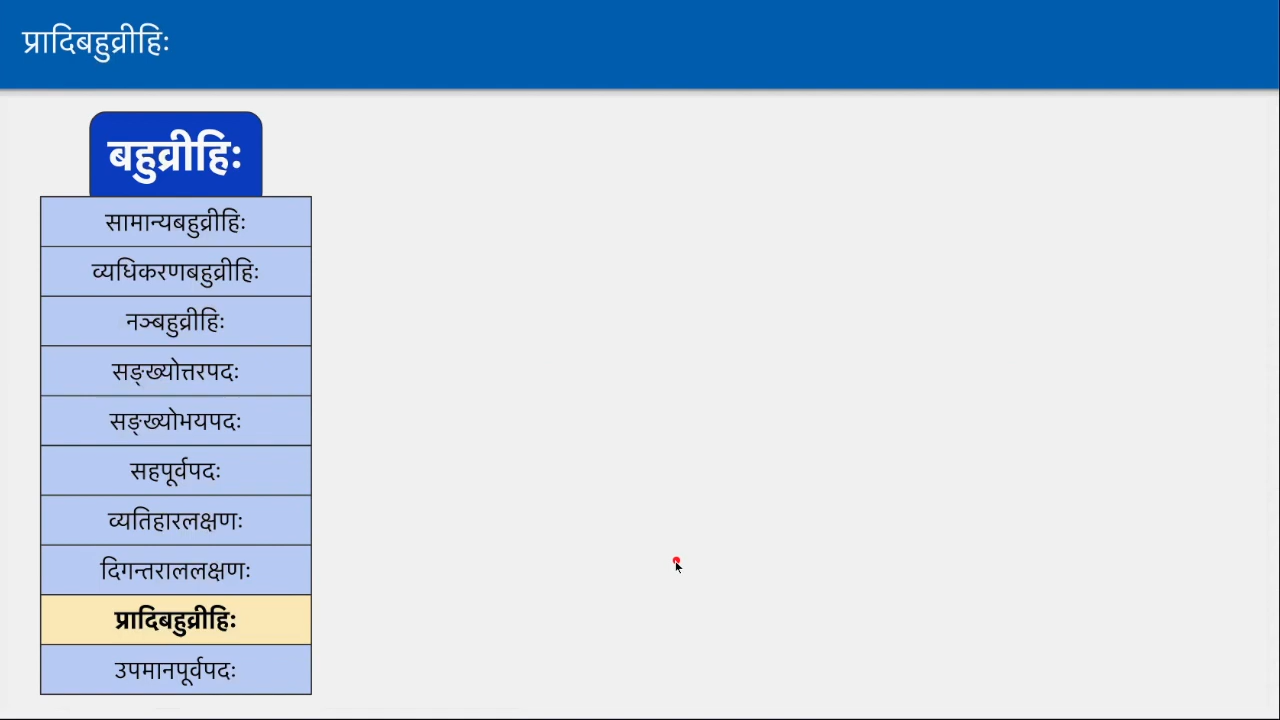 प्रादिबहुव्रीहिः
बहुव्रीहिः
सामान्यबहुव्रीहिः
व्यधिकरणबहुव्रीहिः
नञ्बहुव्रीहिः
सङ्ख्योत्तरपदः
सङ्ख्योभयपदः
सहपूर्वपदः
व्यतिहारलक्षणः
दिगन्तराललक्षणः
प्रादिबहुव्रीहिः
उपमानपूर्वपदः